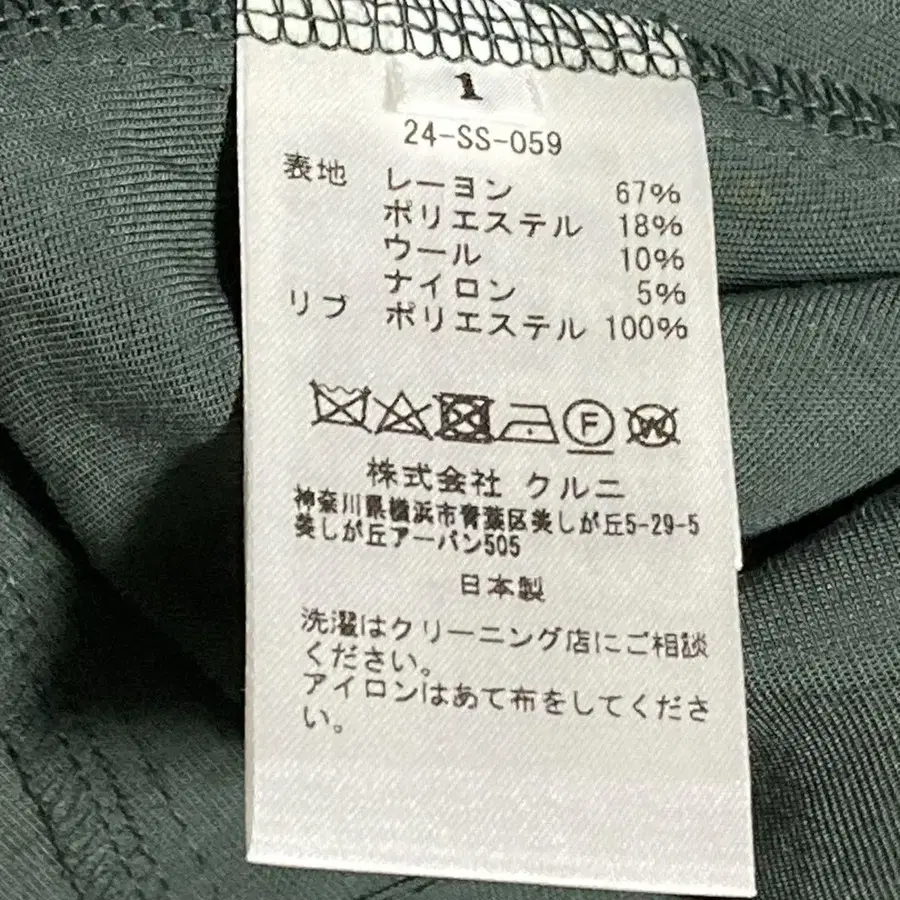 1
24-SS-059
表地 レーヨン 67%
ポリエステル 18%
ウール 10%
ナイロン 5%
リブ ポリエステル 100%
F
W
株式会社 クルニ
神奈川県横浜市青葉区美しが丘5-29-5
美しが丘アーバン505
日本製
洗濯はクリーニング店にご相談
ください。
アイロンはあて布をしてくださ
い。